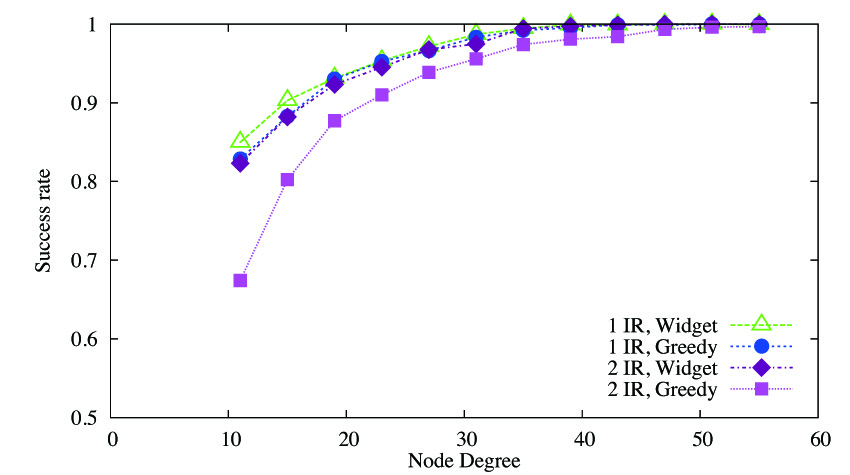 1
0.9
0.8
0.7
0.6
0.5
Success rate
0
10
20
30
40
50
60
Node Degree
1 IR, Widget
1 IR, Greedy
2 IR, Widget
2 IR, Greedy